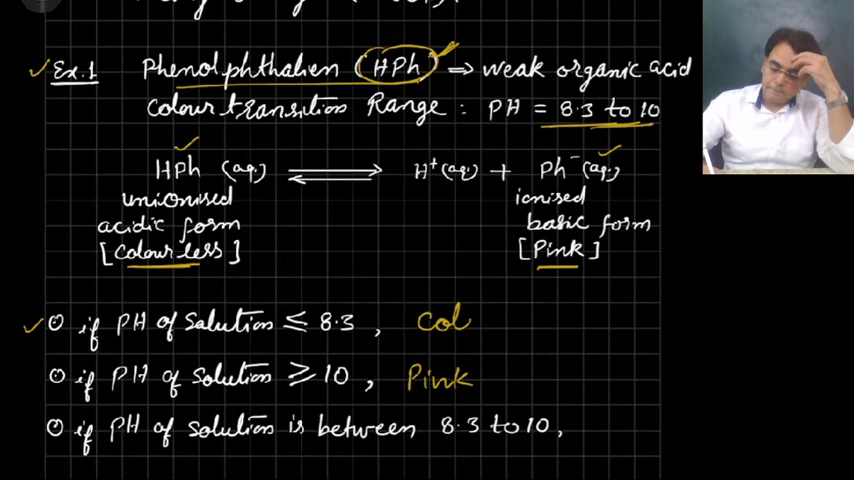 Ex.1 Phenolphthalien (HPh) ⇒ weak organic acid
Colour transition Range : PH = 8.3 to 10
HPh (aq.) ⇌ H⁺(aq.) + Ph⁻(aq.)
unionised ionised
acidic form basic form
[Colourless] [Pink]
if PH of Solution ≤ 8.3, Col
if PH of solution ≥ 10, Pink
if PH of solution is between 8.3 to 10,